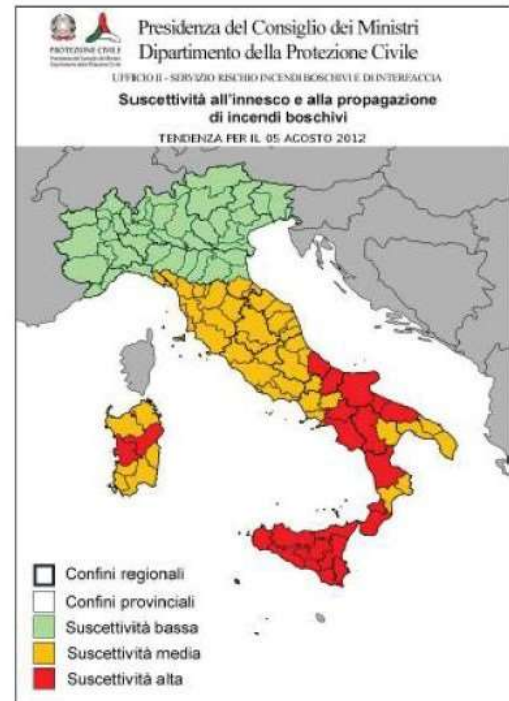 Presidenza del Consiglio dei Ministri
Dipartimento della Protezione Civile
PROTEZIONE CIVILE
UFFICIO II - SERVIZIO RISCHIO INCENDI BOSCHIVI E DI INTERFACCIA
Suscettività all'innesco e alla propagazione
di incendi boschivi
TENDENZA PER IL 05 AGOSTO 2012
Confini regionali
Confini provinciali
Suscettività bassa
Suscettività media
Suscettività alta